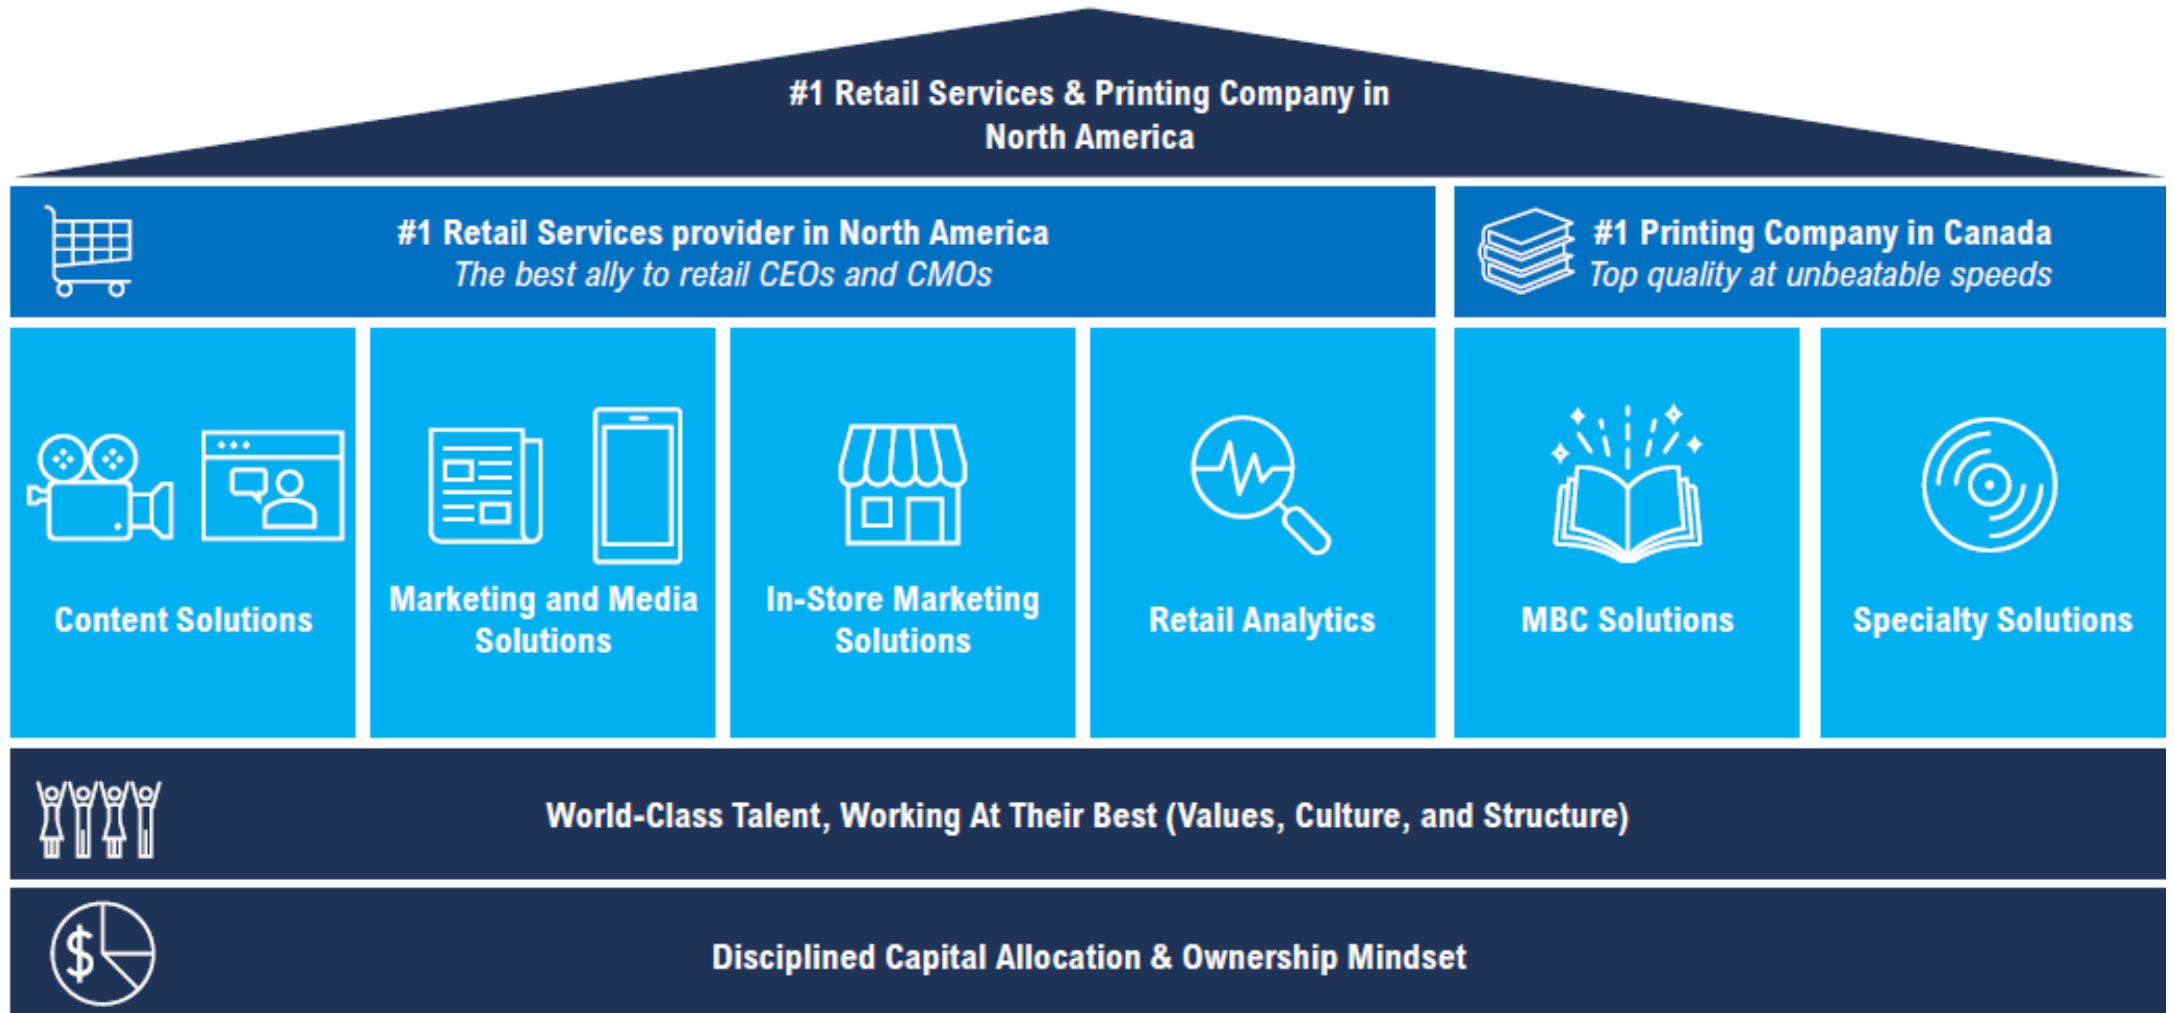 #1 Retail Services & Printing Company in
North America
#1 Retail Services provider in North America
The best ally to retail CEOs and CMOs
#1 Printing Company in Canada
Top quality at unbeatable speeds
Content Solutions
Marketing and Media
Solutions
In-Store Marketing
Solutions
Retail Analytics
MBC Solutions
Specialty Solutions
World-Class Talent, Working At Their Best (Values, Culture, and Structure)
$
Disciplined Capital Allocation & Ownership Mindset